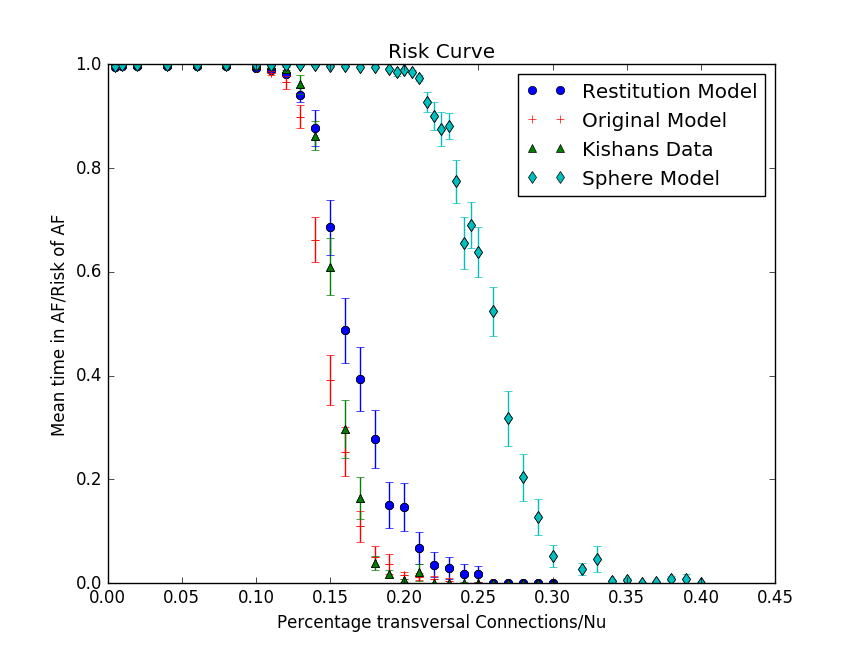 Risk Curve
1.0
0.8
0.6
0.4
0.2
0.0
Mean time in AF/Risk of AF
Restitution Model
Original Model
Kishans Data
Sphere Model
0.00 0.05 0.10 0.15 0.20 0.25 0.30 0.35 0.40 0.45
Percentage transversal Connections/Nu